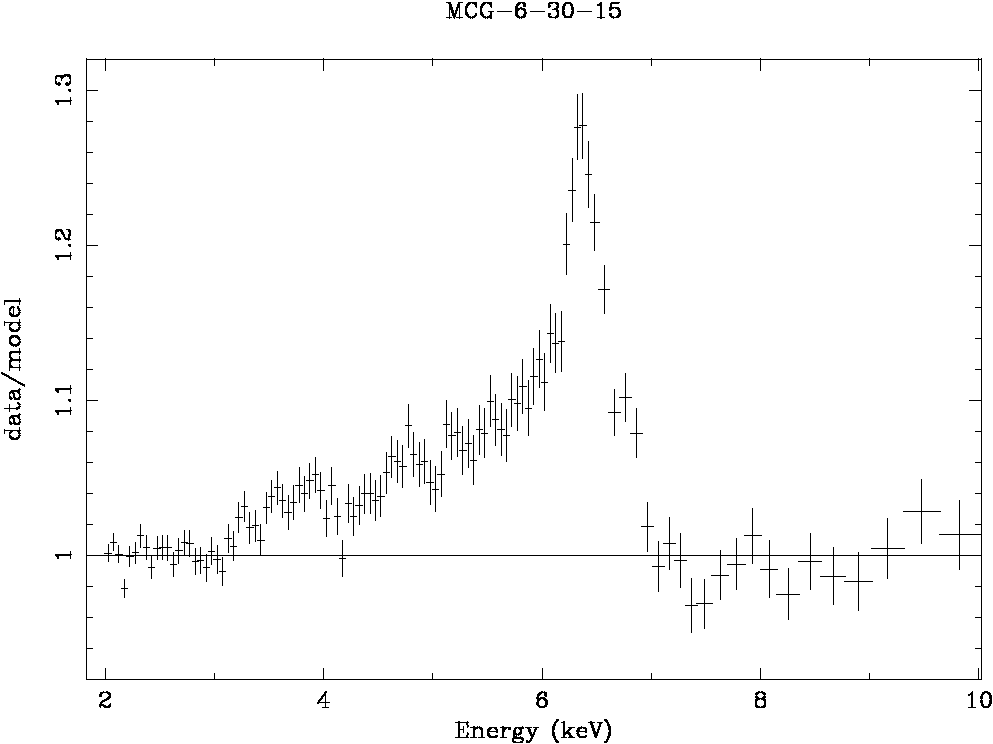 MCG-6-30-15
1.3
1.2
1.1
1
data/model
2 4 6 8 10
Energy (keV)